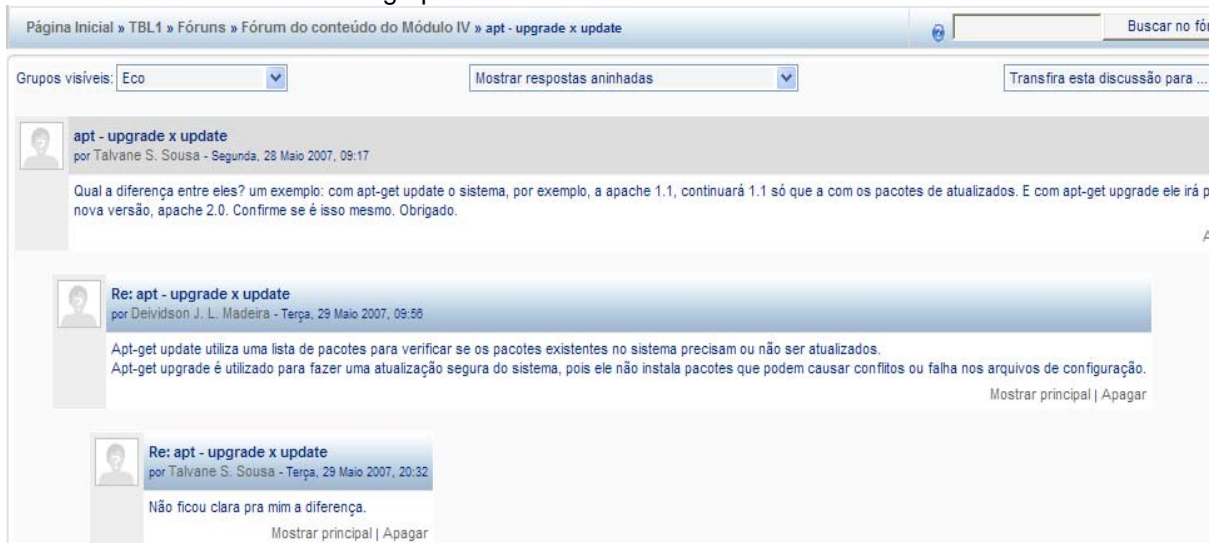 Página Inicial » TBL1 » Fóruns » Fórum do conteúdo do Módulo IV » apt - upgrade x update
Buscar no fó
Grupos visíveis: Eco
Mostrar respostas aninhadas
Transfira esta discussão para ...
apt - upgrade x update
por Talvane S. Sousa - Segunda, 28 Maio 2007, 09:17
Qual a diferença entre eles? um exemplo: com apt-get update o sistema, por exemplo, a apache 1.1, continuará 1.1 só que a com os pacotes de atualizados. E com apt-get upgrade ele irá p
nova versão, apache 2.0. Confirme se é isso mesmo. Obrigado.
Re: apt - upgrade x update
por Deividson J. L. Madeira - Terça, 29 Maio 2007, 09:56
Apt-get update utiliza uma lista de pacotes para verificar se os pacotes existentes no sistema precisam ou não ser atualizados.
Apt-get upgrade é utilizado para fazer uma atualização segura do sistema, pois ele não instala pacotes que podem causar conflitos ou falha nos arquivos de configuração.
Mostrar principal | Apagar
Re: apt - upgrade x update
por Talvane S. Sousa - Terça, 29 Maio 2007, 20:32
Não ficou clara pra mim a diferença.
Mostrar principal | Apagar